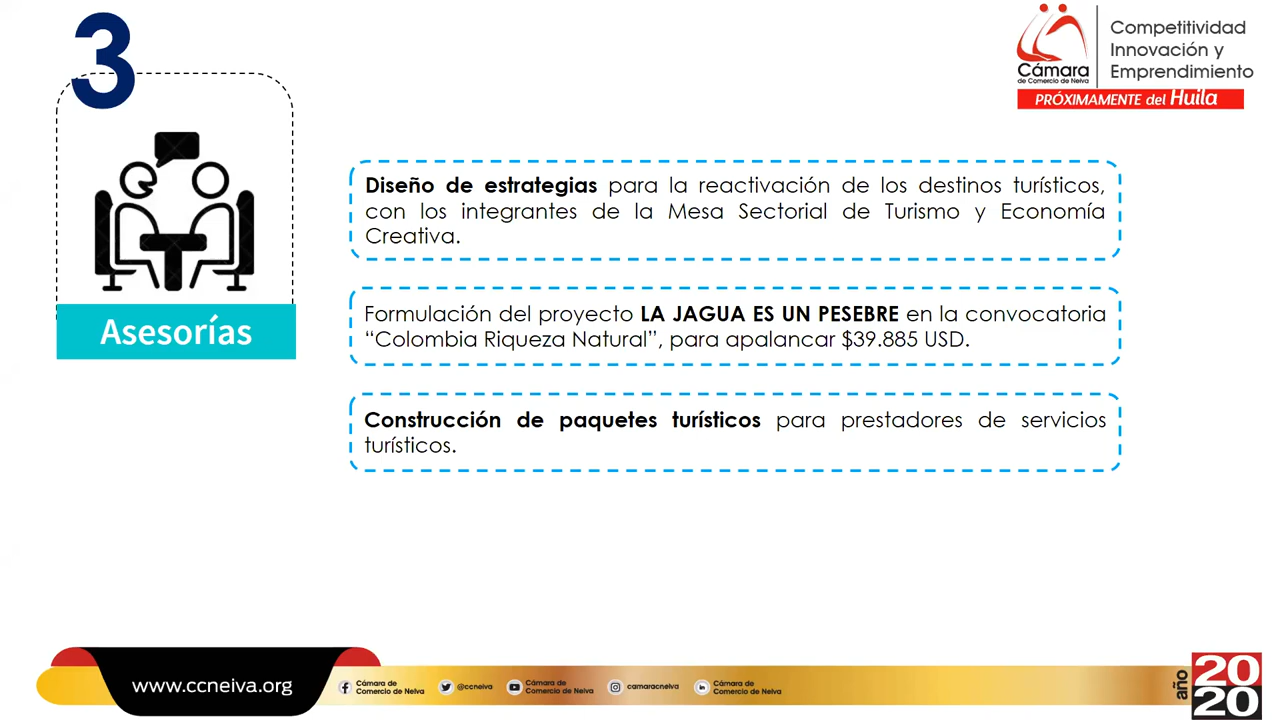 3
Cámara
de Comercio de Neiva
Competitividad
Innovación y
Emprendimiento
PRÓXIMAMENTE del Huila
Asesorías
Diseño de estrategias para la reactivación de los destinos turísticos,
con los integrantes de la Mesa Sectorial de Turismo y Economía
Creativa.
Formulación del proyecto LA JAGUA ES UN PESEBRE en la convocatoria
“Colombia Riqueza Natural”, para apalancar $39.885 USD.
Construcción de paquetes turísticos para prestadores de servicios
turísticos.
www.ccneiva.org
Cámara de
Comercio de Neiva
@ccneiva
Cámara de
Comercio de Neiva
camaracneiva
Cámara de
Comercio de Neiva
año
20
20